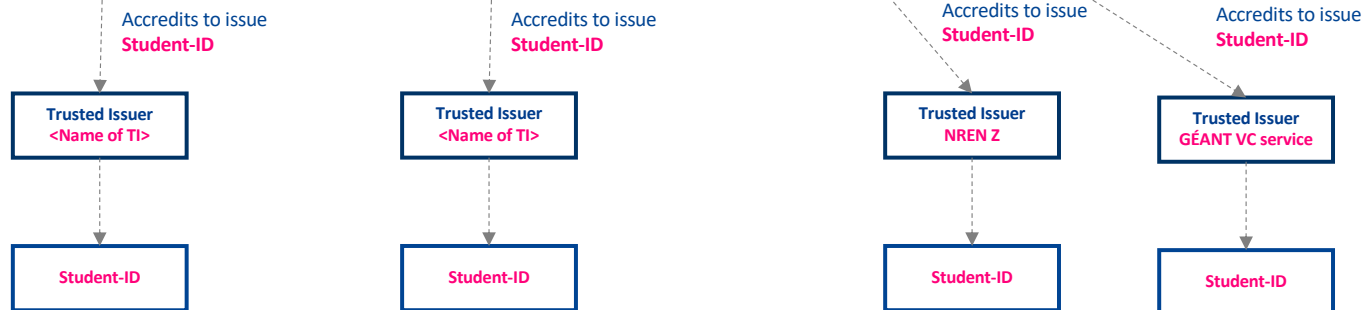 Accredits to issue
Student-ID
Accredits to issue
Student-ID
Accredits to issue
Student-ID
Accredits to issue
Student-ID
Trusted Issuer
<Name of TI>
Trusted Issuer
<Name of TI>
Trusted Issuer
NREN Z
Trusted Issuer
GÉANT VC service
Student-ID
Student-ID
Student-ID
Student-ID